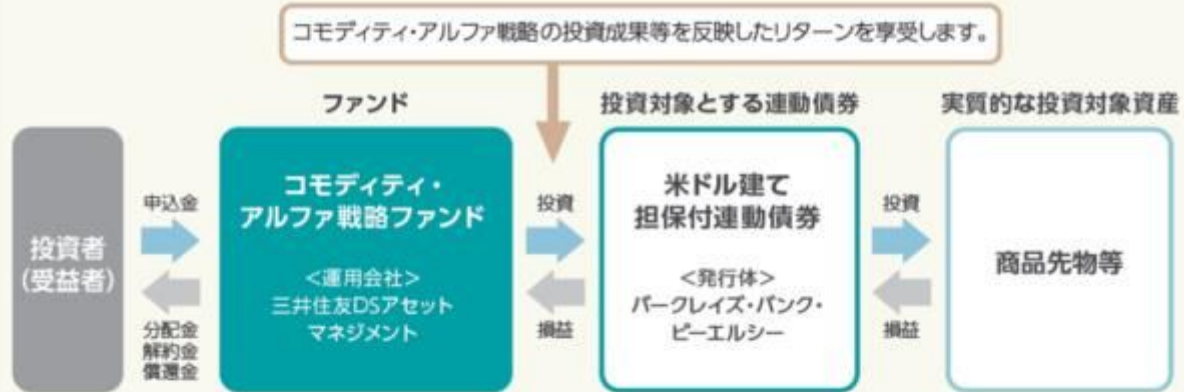 コモディティ・アルファ戦略の投資成果等を反映したリターンを享受します。
ファンド
投資対象とする連動債券
実質的な投資対象資産
投資者
(受益者)
申込金
分配金
解約金
償還金
コモディティ・
アルファ戦略ファンド
<運用会社>
三井住友DSアセット
マネジメント
投資
損益
米ドル建て
担保付連動債券
<発行体>
バークレイズ・バンク・
ピーエルシー
投資
損益
商品先物等